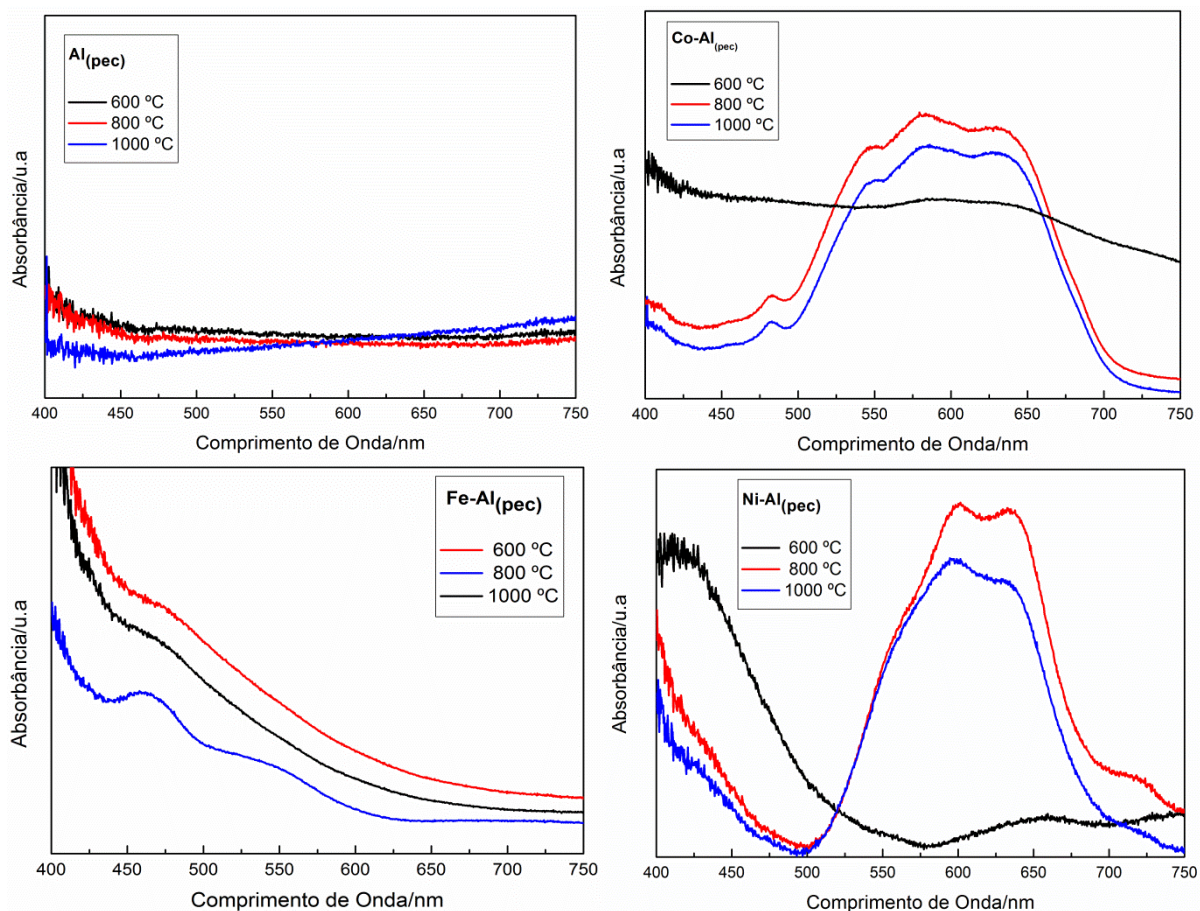 Al(pec)
600 ºC
800 ºC
1000 ºC
Absorbância/u.a
400 450 500 550 600 650 700 750
Comprimento de Onda/nm
Co-Al(pec)
600 ºC
800 ºC
1000 ºC
Absorbância/u.a
400 450 500 550 600 650 700 750
Comprimento de Onda/nm
Fe-Al(pec)
600 ºC
800 ºC
1000 ºC
Absorbância/u.a
400 450 500 550 600 650 700 750
Comprimento de Onda/nm
Ni-Al(pec)
600 ºC
800 ºC
1000 ºC
Absorbância/u.a
400 450 500 550 600 650 700 750
Comprimento de Onda/nm